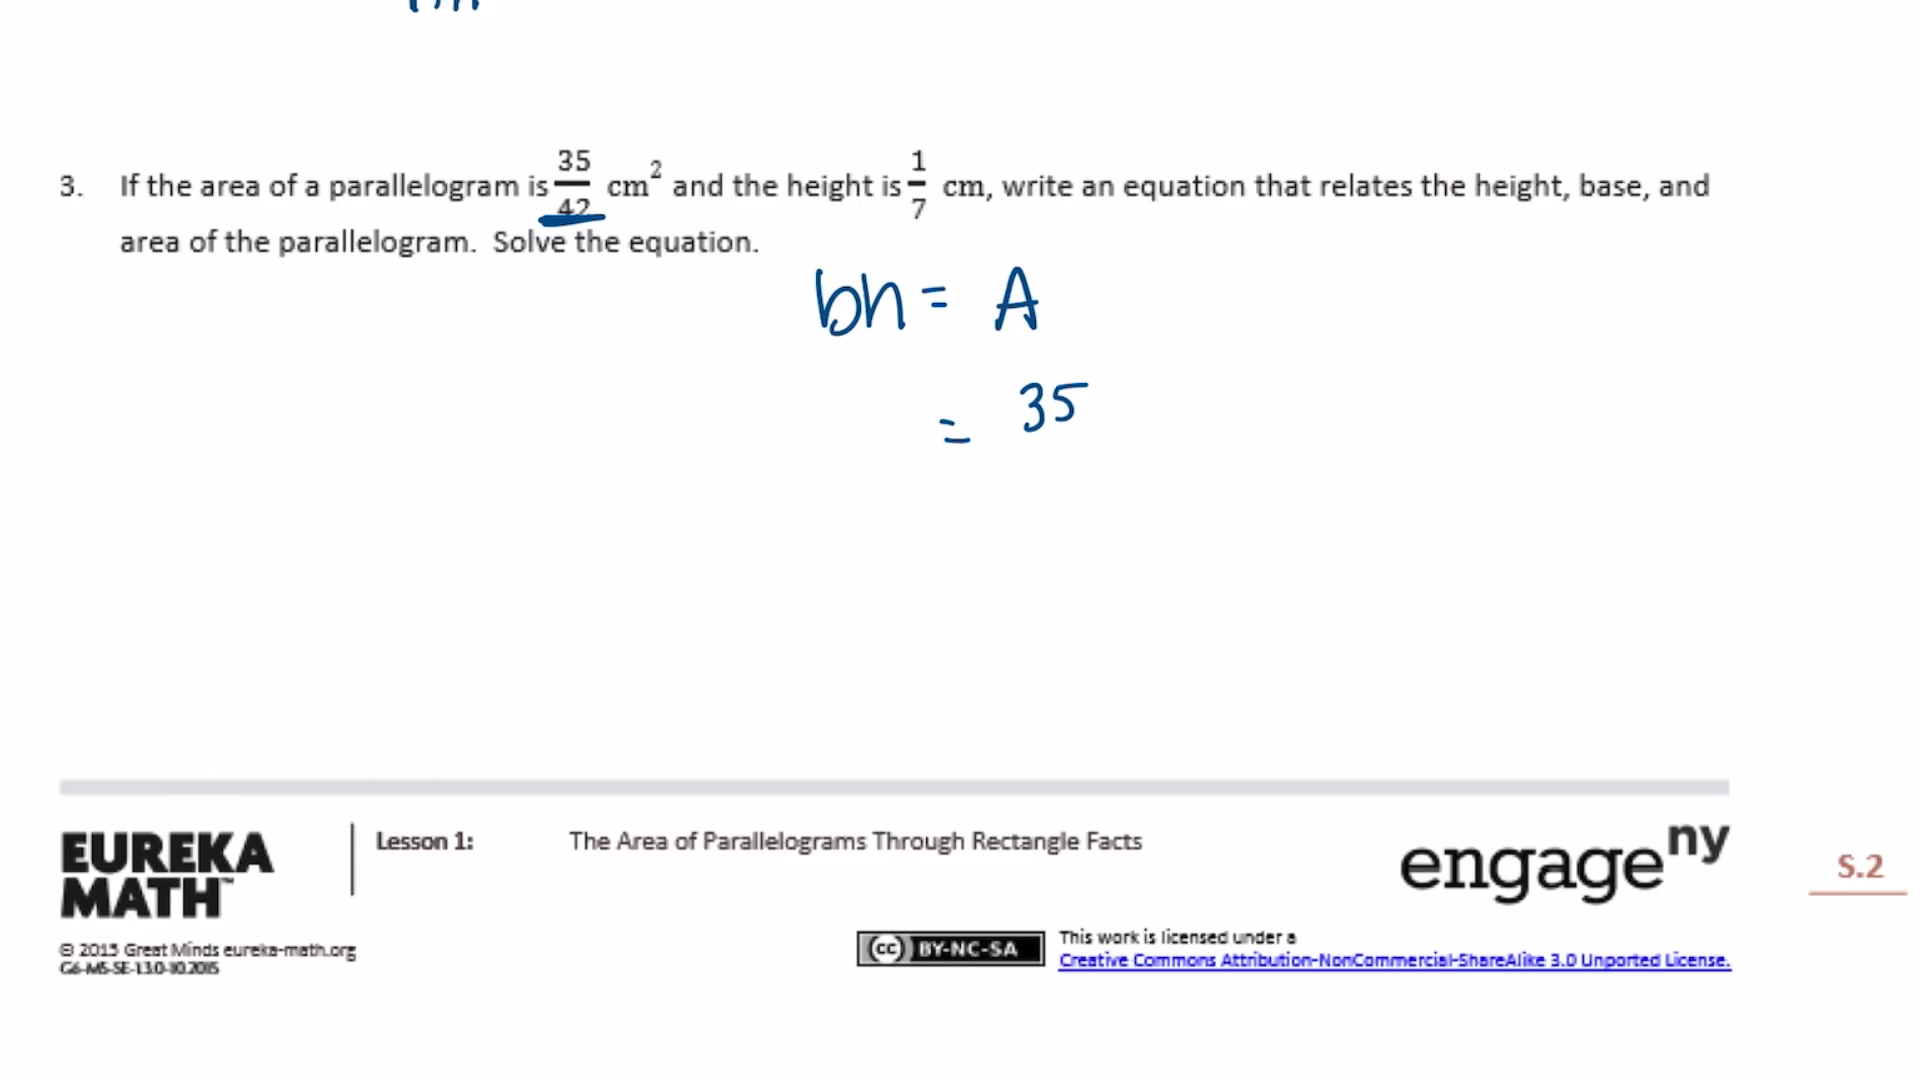 3. If the area of a parallelogram is 35/42 cm² and the height is 1/7 cm, write an equation that relates the height, base, and
area of the parallelogram. Solve the equation.
bh = A
= 35
EUREKA
MATH™
Lesson 1: The Area of Parallelograms Through Rectangle Facts
engage ny
S.2
© 2015 Great Minds eureka-math.org
G6-M5-SE-1.3.0-10.2015
cc BY-NC-SA
This work is licensed under a
Creative Commons Attribution-NonCommercial-ShareAlike 3.0 Unported License.